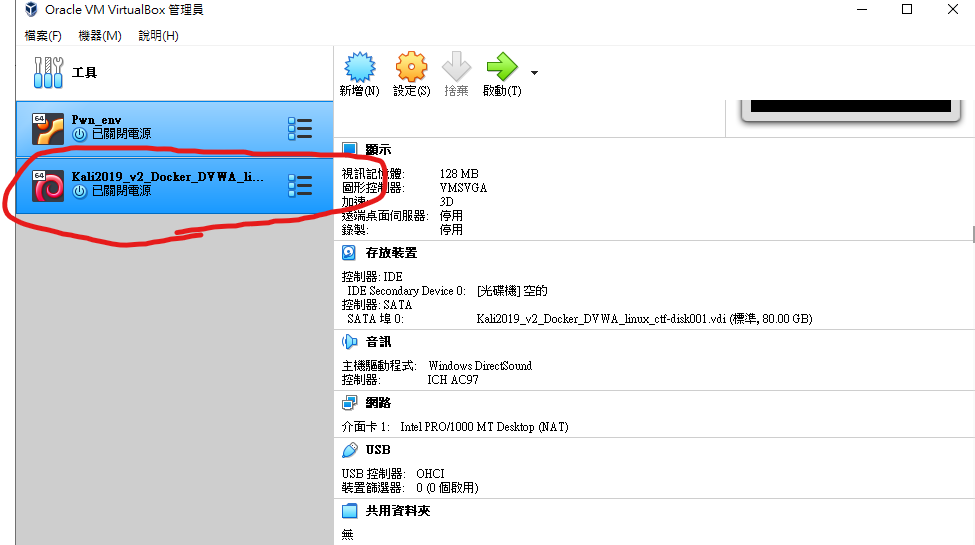 Oracle VM VirtualBox 管理員
檔案(F) 機器(M) 說明(H)
工具
新增(N) 設定(S) 捨棄 啟動(T)
64 Pwn_env
已關閉電源
64 Kali2019_v2_Docker_DVWA_li...
已關閉電源
顯示
視訊記憶體: 128 MB
圖形控制器: VMSVGA
加速: 3D
遠端桌面伺服器: 停用
錄製: 停用
存放裝置
控制器: IDE
IDE Secondary Device 0: [光碟機] 空的
控制器: SATA
SATA 埠 0: Kali2019_v2_Docker_DVWA_linux_ctf-disk001.vdi (標準, 80.00 GB)
音訊
主機驅動程式: Windows DirectSound
控制器: ICH AC97
網路
介面卡 1: Intel PRO/1000 MT Desktop (NAT)
USB
USB 控制器: OHCI
裝置篩選器: 0 (0 個啟用)
共用資料夾
無